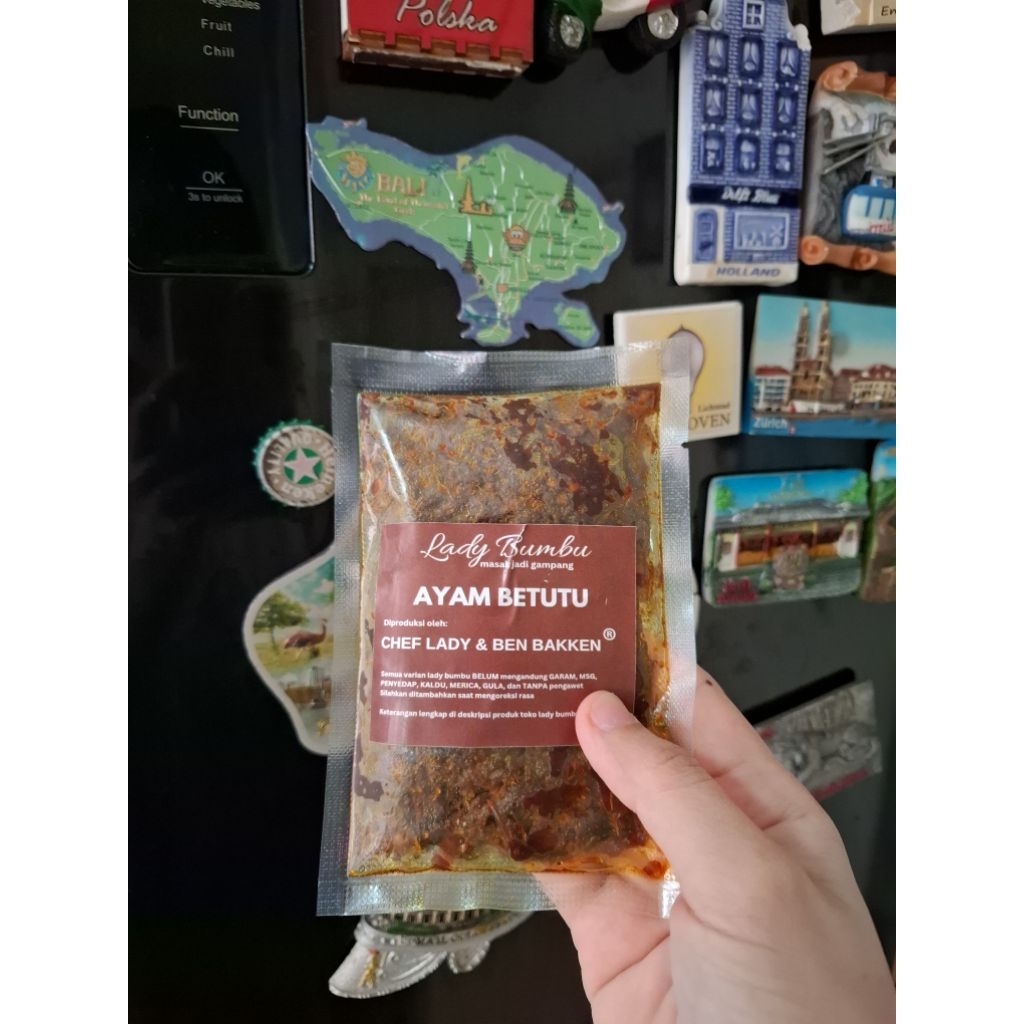 Vegetables
Fruit
Chill
Function
OK
3s to unlock
Polska
BALI
Delft Blue
HOLLAND
OVEN
Zürich
Lady Bumbu
masak jadi gampang
AYAM BETUTU
Diproduksi oleh:
CHEF LADY & BEN BAKKEN®
Semua varian lady bumbu BELUM mengandung GARAM, MSG,
PENYEDAP, KALDU, MERICA, GULA, dan TANPA pengawet
Silahkan ditambahkan saat mengoreksi rasa
Keterangan lengkap di deskripsi produk toko lady bumbu